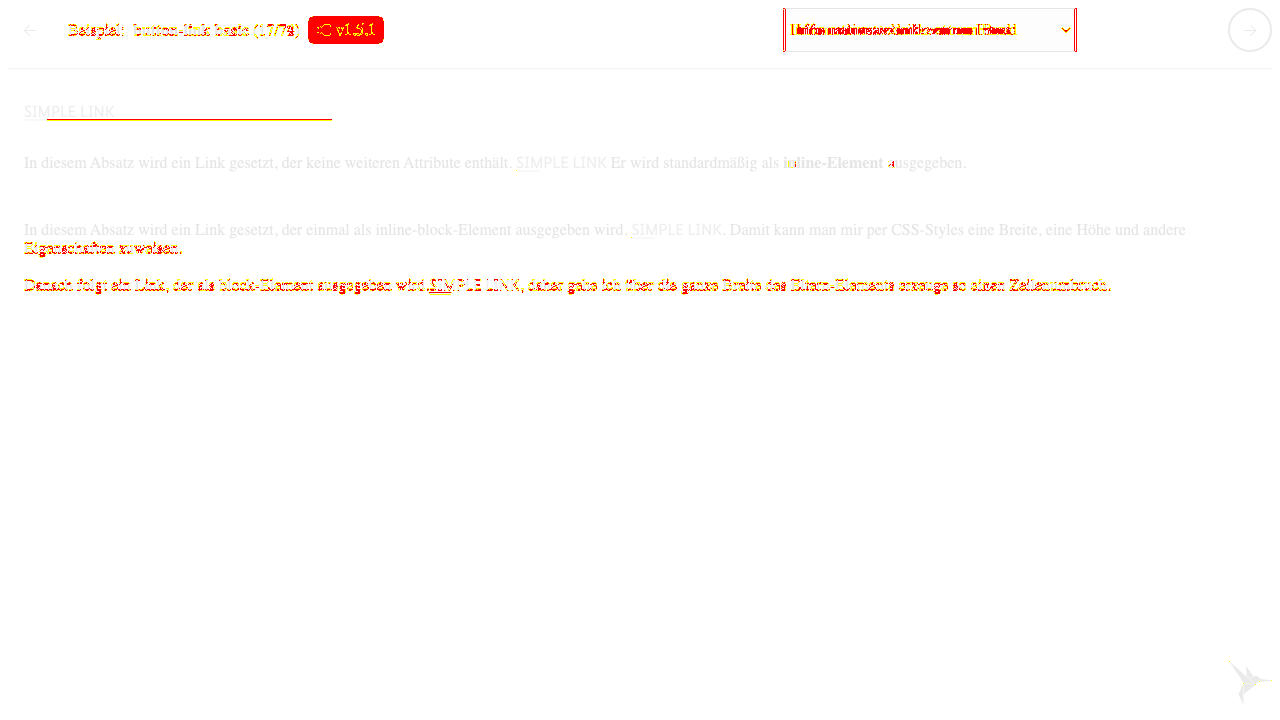 Beispiel: button-link basic (17/7
v1.5.1
SIMPLE LINK
In diesem Absatz wird ein Link gesetzt, der keine weiteren Attribute enthält. SIMPLE LINK Er wird standardmäßig als inline-Element ausgegeben.
In diesem Absatz wird ein Link gesetzt, der einmal als inline-block-Element ausgegeben wird. SIMPLE LINK. Damit kann man mir per CSS-Styles eine Breite, eine Höhe und andere
Eigenschaften zuweisen.
Danach folgt ein Link, der als block-Element ausgegeben wird.SIMPLE LINK, daher gehe ich über die ganze Breite des Eltern-Elements erzeuge so einen Zeilenumbruch.